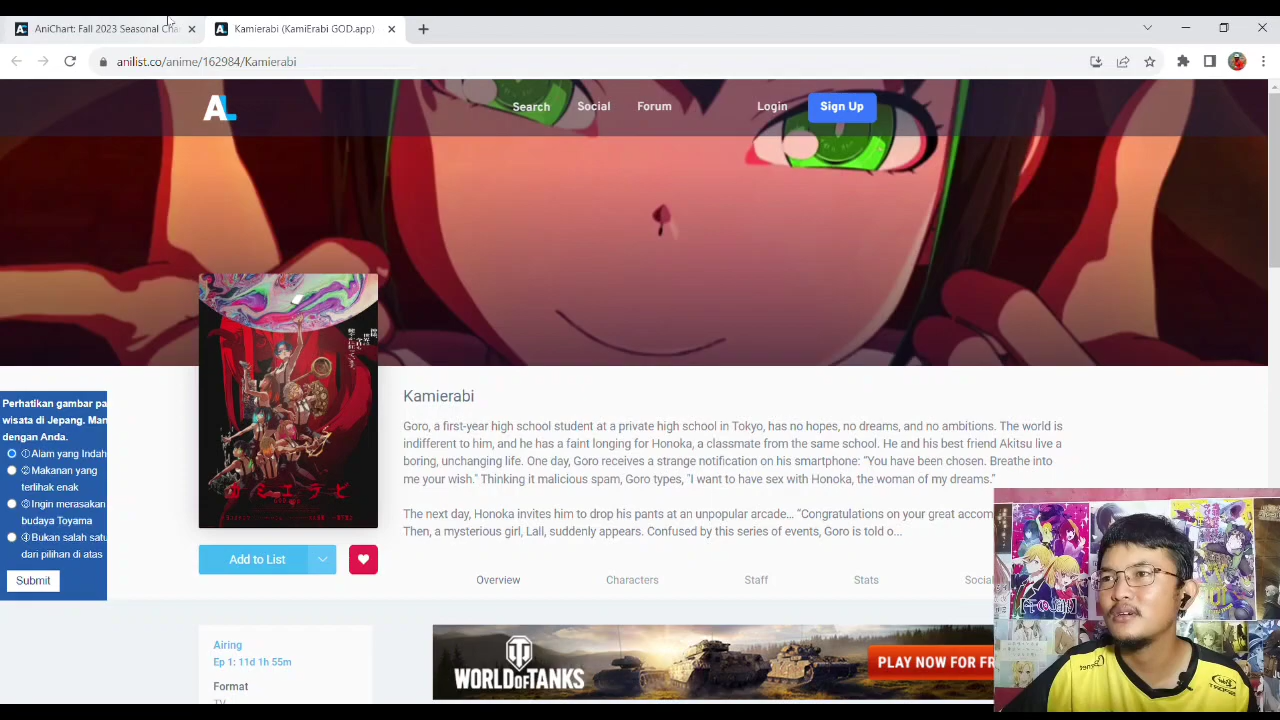 AniChart: Fall 2023 Seasonal Cha
Kamierabi (KamiErabi GOD.app)
anilist.co/anime/162984/Kamierabi
AL
Search
Social
Forum
Login
Sign Up
Kamierabi
Goro, a first-year high school student at a private high school in Tokyo, has no hopes, no dreams, and no ambitions. The world is
indifferent to him, and he has a faint longing for Honoka, a classmate from the same school. He and his best friend Akitsu live a
boring, unchanging life. One day, Goro receives a strange notification on his smartphone: “You have been chosen. Breathe into
me your wish." Thinking it malicious spam, Goro types, "I want to have sex with Honoka, the woman of my dreams.”
The next day, Honoka invites him to drop his pants at an unpopular arcade... “Congratulations on your great accom
Then, a mysterious girl, Lall, suddenly appears. Confused by this series of events, Goro is told o...
Perhatikan gambar pa
wisata di Jepang. Man
dengan Anda.
①Alam yang Indah
②Makanan yang
terlihak enak
③Ingin merasakan
budaya Toyama
④Bukan salah satu
dari pilihan di atas
Submit
カミエラビ
Add to List
Overview
Characters
Staff
Stats
Social
Airing
Ep 1: 11d 1h 55m
Format
TV
WORLD OF TANKS
PLAY NOW FOR FR